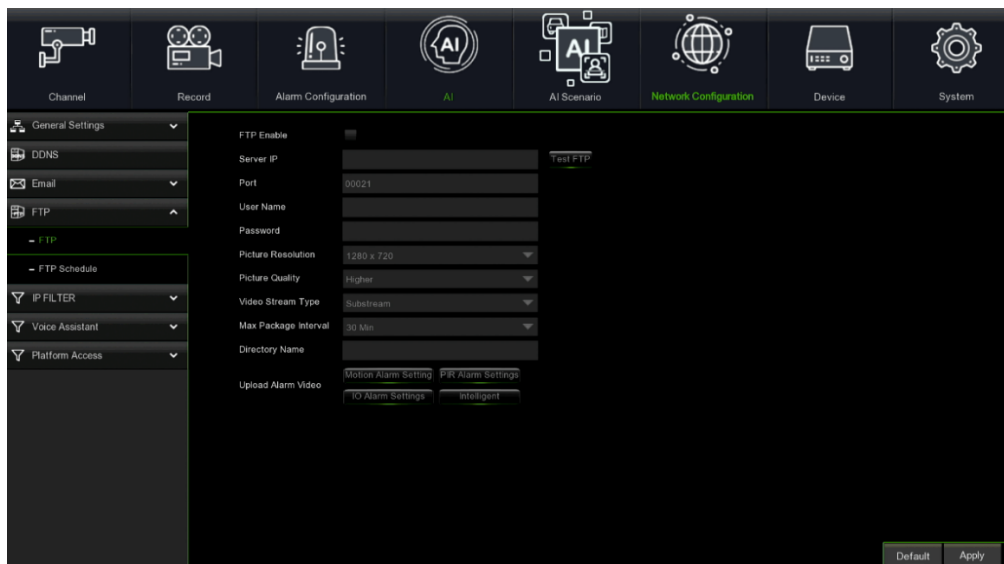 AI
AI
Channel Record Alarm Configuration AI AI Scenario Network Configuration Device System
General Settings
DDNS
Email
FTP
– FTP
– FTP Schedule
IP FILTER
Voice Assistant
Platform Access
FTP Enable
Server IP Test FTP
Port 00021
User Name
Password
Picture Resolution 1280 x 720
Picture Quality Higher
Video Stream Type Substream
Max Package Interval 30 Min
Directory Name
Upload Alarm Video
Motion Alarm Setting PIR Alarm Settings
IO Alarm Settings Intelligent
Default Apply